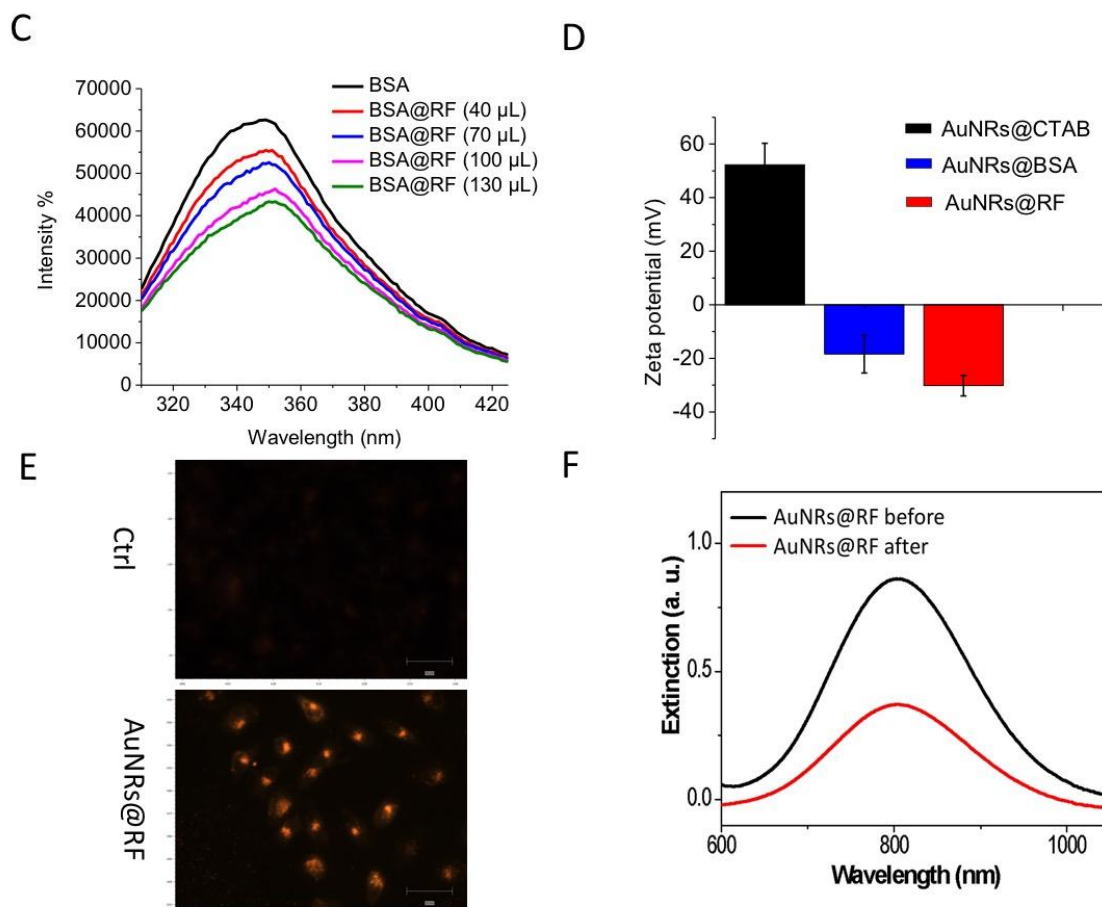 C
70000
60000
50000
40000
30000
20000
10000
0
320
340
360
380
400
420
Intensity %
Wavelength (nm)
BSA
BSA@RF (40 µL)
BSA@RF (70 µL)
BSA@RF (100 µL)
BSA@RF (130 µL)
D
60
40
20
0
-20
-40
Zeta potential (mV)
AuNRs@CTAB
AuNRs@BSA
AuNRs@RF
E
Ctrl
AuNRs@RF
F
AuNRs@RF before
AuNRs@RF after
1.0
0.5
0.0
600
800
1000
Extinction (a. u.)
Wavelength (nm)